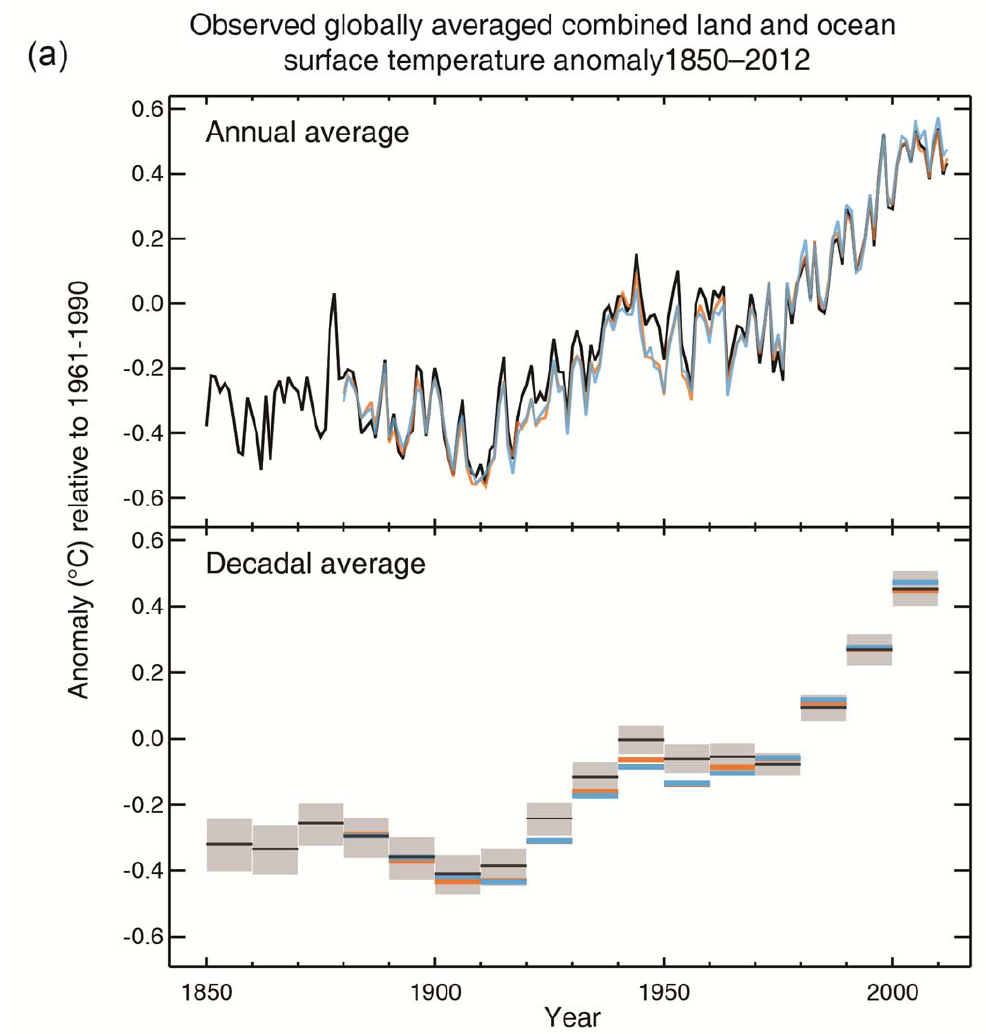 Observed globally averaged combined land and ocean
(a)
surface temperature anomaly1850–2012
Annual average
0.6
0.4
0.2
0.0
-0.2
-0.4
-0.6
Anomaly (°C) relative to 1961-1990
Decadal average
0.6
0.4
0.2
0.0
-0.2
-0.4
-0.6
1850
1900
1950
2000
Year